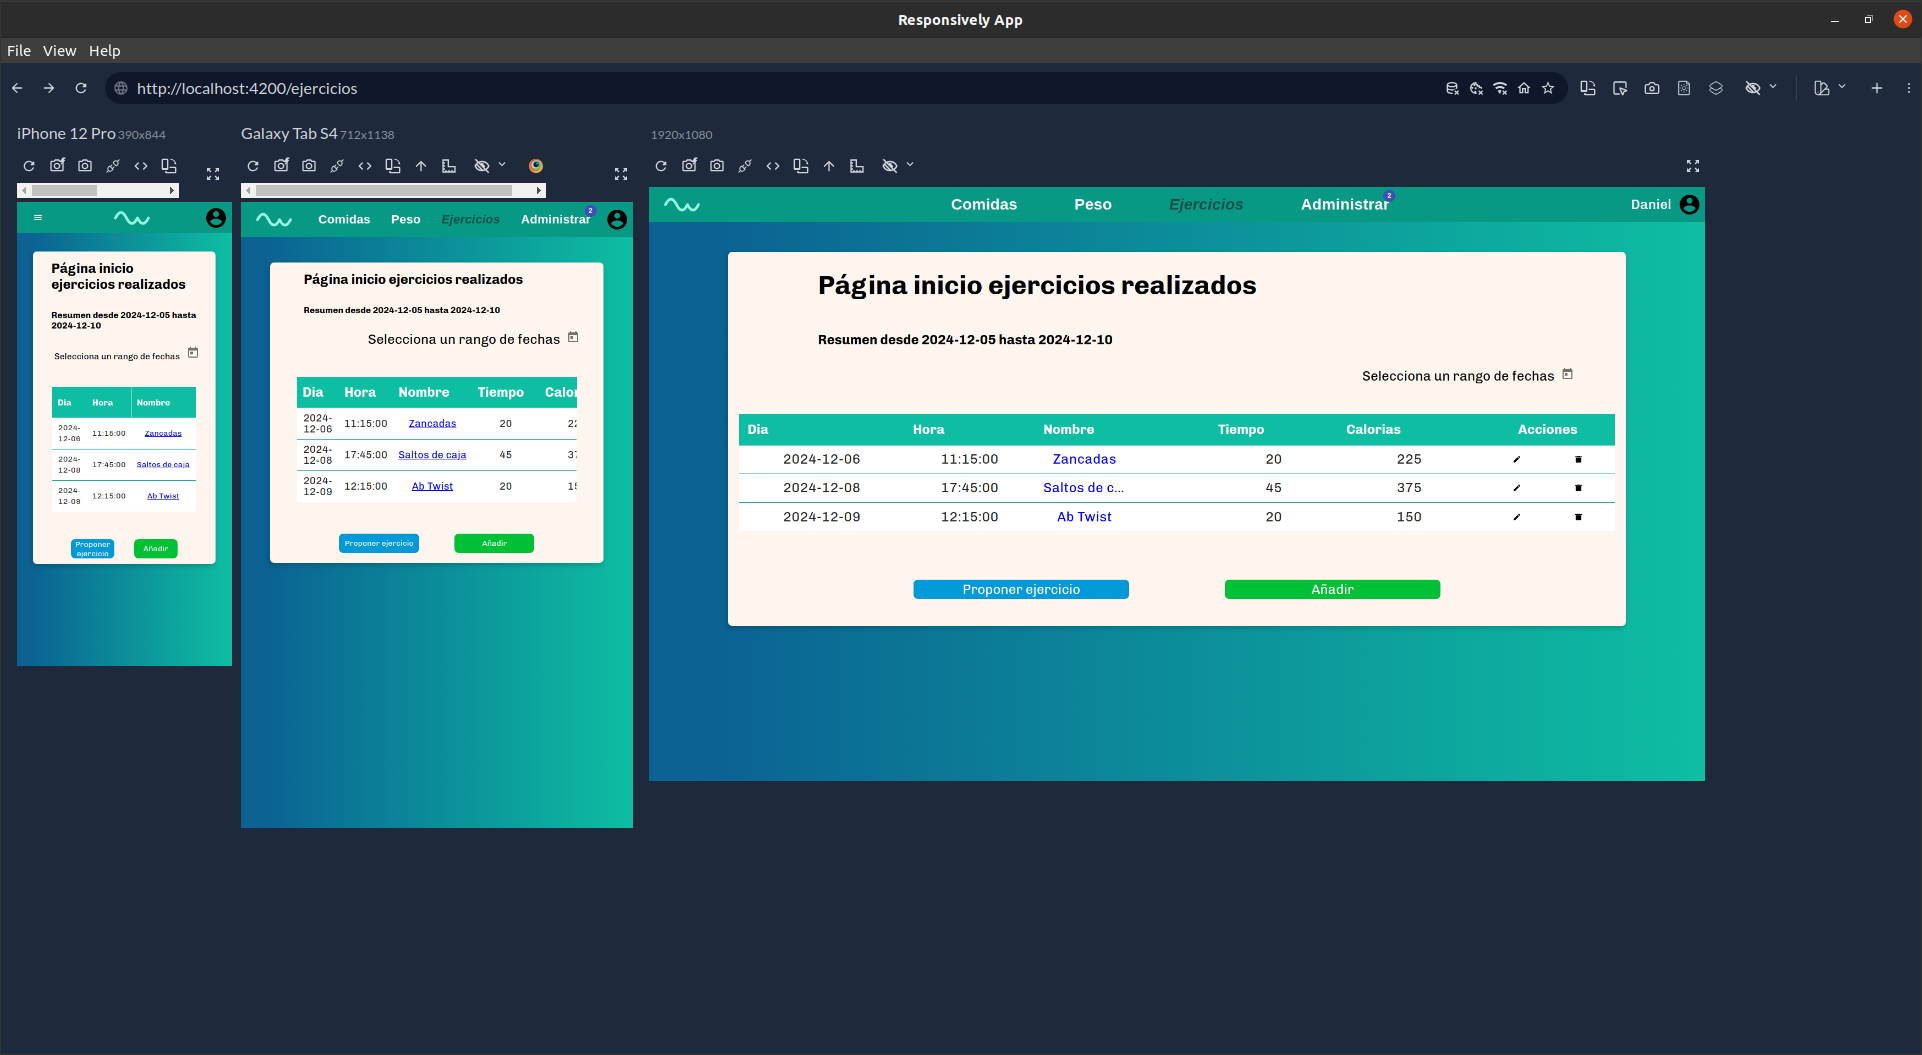 Responsively App
File View Help
http://localhost:4200/ejercicios
iPhone 12 Pro 390x844
Galaxy Tab S4 712x1138
1920x1080
Página inicio
ejercicios realizados
Resumen desde 2024-12-05 hasta
2024-12-10
Selecciona un rango de fechas
Dia Hora Nombre
2024-
12-06 11:15:00 Zancadas
2024-
12-08 17:45:00 Saltos de caja
2024-
12-08 12:15:00 Ab Twist
Proponer
ejercicio
Añadir
Comidas Peso Ejercicios Administrar 2
Página inicio ejercicios realizados
Resumen desde 2024-12-05 hasta 2024-12-10
Selecciona un rango de fechas
Dia Hora Nombre Tiempo Calor
2024-
12-06 11:15:00 Zancadas 20 22
2024-
12-08 17:45:00 Saltos de caja 45 37
2024-
12-09 12:15:00 Ab Twist 20 15
Proponer ejercicio Añadir
Comidas Peso Ejercicios Administrar 2 Daniel
Página inicio ejercicios realizados
Resumen desde 2024-12-05 hasta 2024-12-10
Selecciona un rango de fechas
Dia Hora Nombre Tiempo Calorias Acciones
2024-12-06 11:15:00 Zancadas 20 225
2024-12-08 17:45:00 Saltos de c... 45 375
2024-12-09 12:15:00 Ab Twist 20 150
Proponer ejercicio Añadir